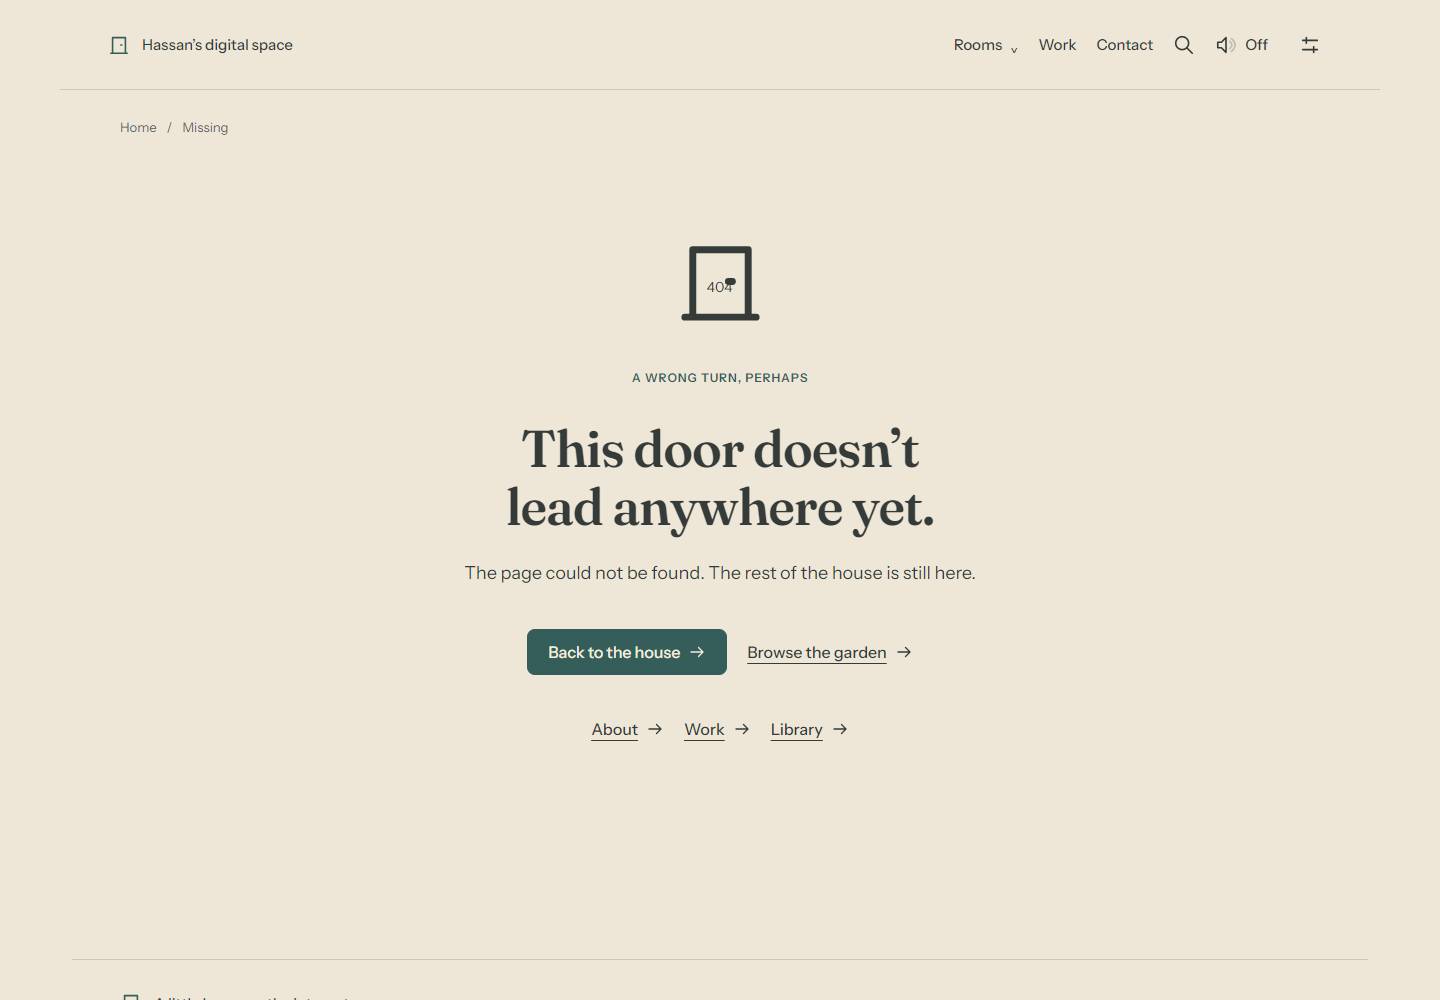 Hassan’s digital space
Rooms Work Contact Off
Home / Missing
404
A WRONG TURN, PERHAPS
This door doesn’t
lead anywhere yet.
The page could not be found. The rest of the house is still here.
Back to the house → Browse the garden →
About → Work → Library →